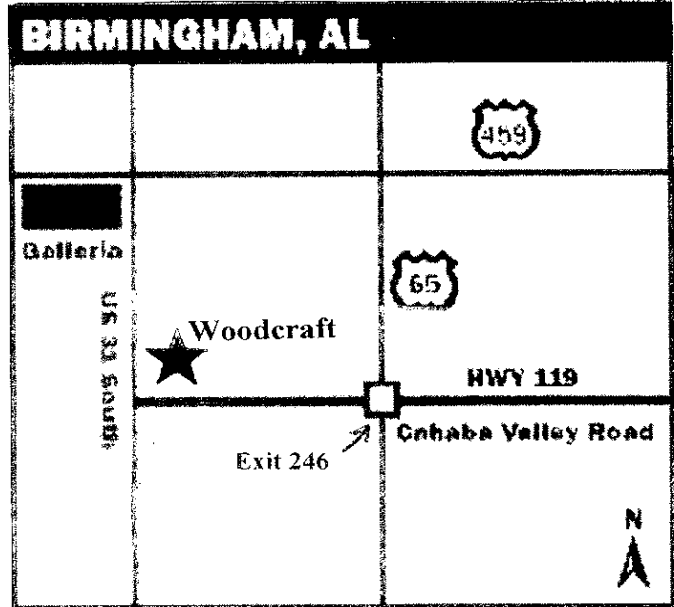 BIRMINGHAM, AL
459
Galleria
65
US 31 South
Woodcraft
HWY 119
Cahaba Valley Road
Exit 246
N